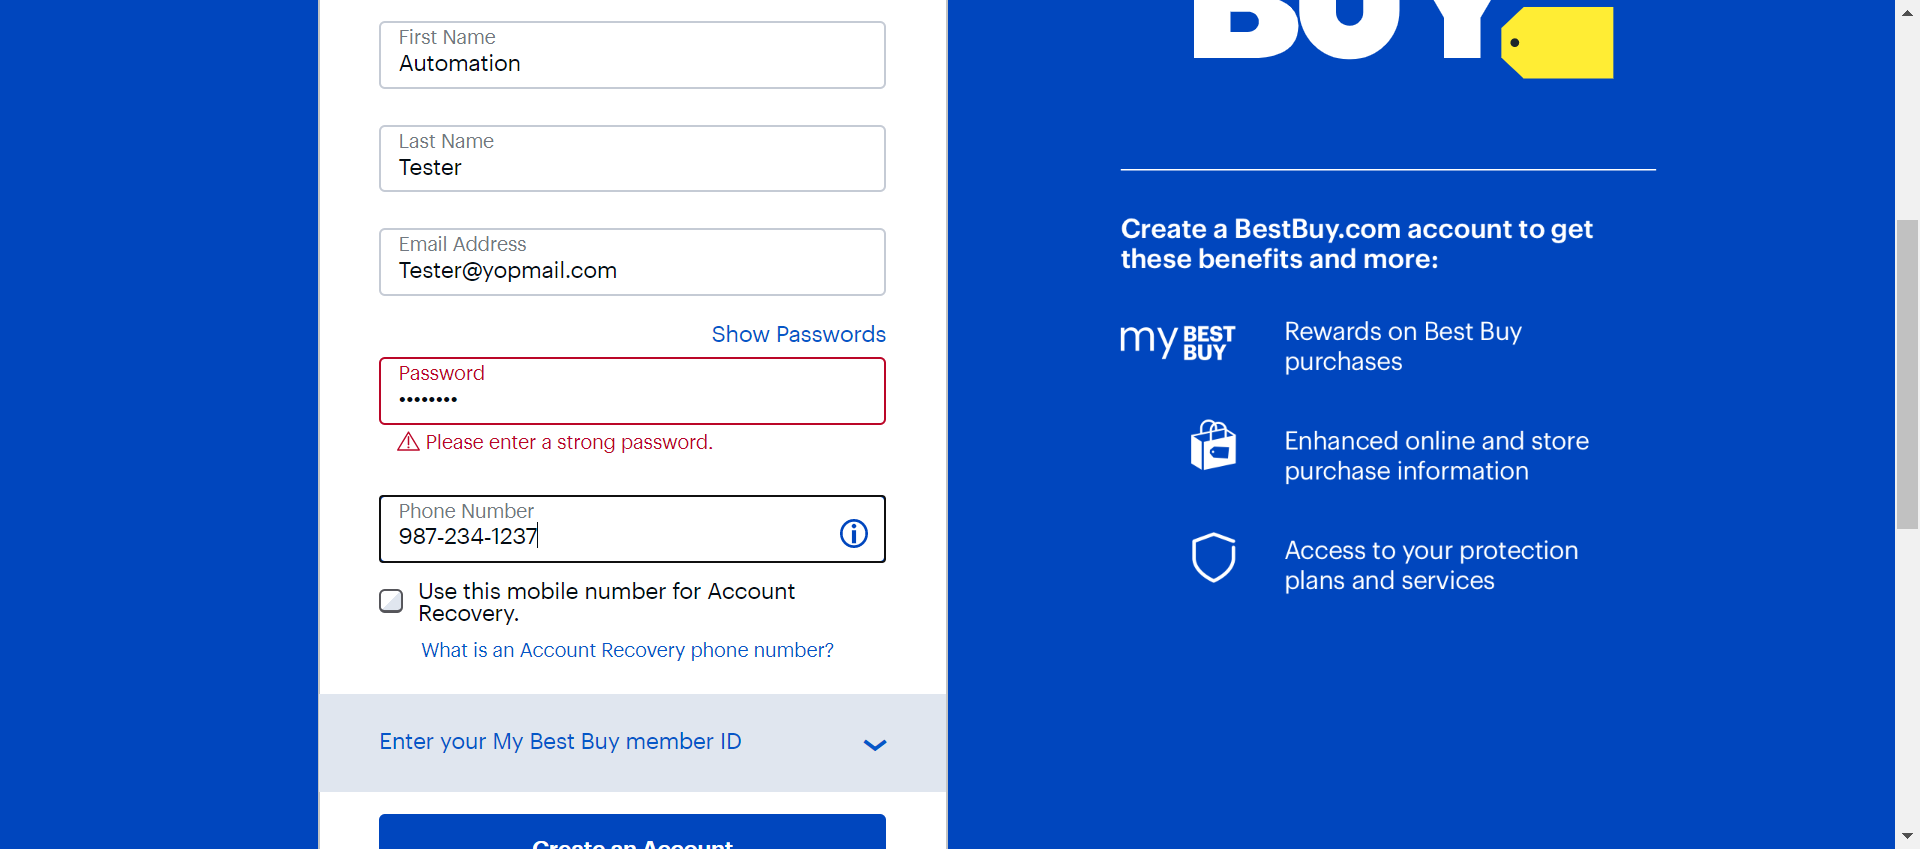 First Name
Automation
Last Name
Tester
Email Address
Tester@yopmail.com
Show Passwords
Password
••••••••
Please enter a strong password.
Phone Number
987-234-1237
Use this mobile number for Account
Recovery.
What is an Account Recovery phone number?
Enter your My Best Buy member ID
Create an Account
BUY
Create a BestBuy.com account to get
these benefits and more:
my BEST
BUY
Rewards on Best Buy
purchases
Enhanced online and store
purchase information
Access to your protection
plans and services